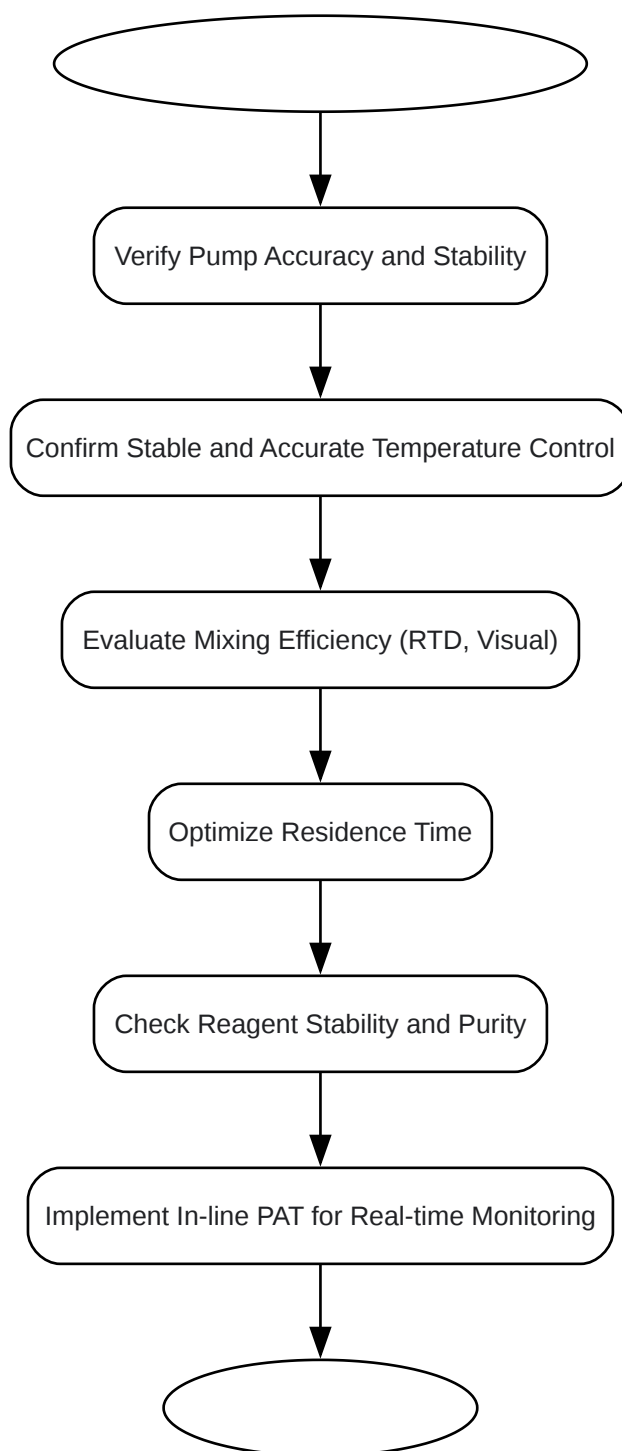 Verify Pump Accuracy and Stability
Confirm Stable and Accurate Temperature Control
Evaluate Mixing Efficiency (RTD, Visual)
Optimize Residence Time
Check Reagent Stability and Purity
Implement In-line PAT for Real-time Monitoring